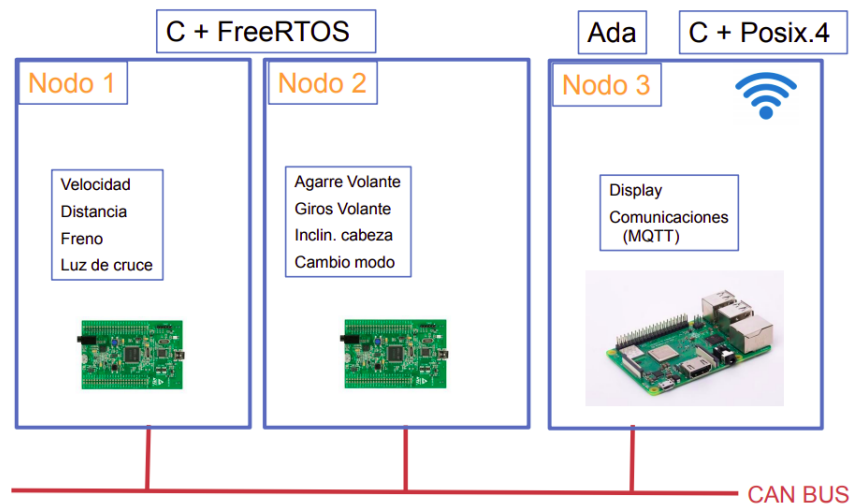 C + FreeRTOS
Ada
C + Posix.4
Nodo 1
Nodo 2
Nodo 3
Velocidad
Distancia
Freno
Luz de cruce
Agarre Volante
Giros Volante
Inclin. cabeza
Cambio modo
Display
Comunicaciones
(MQTT)
CAN BUS